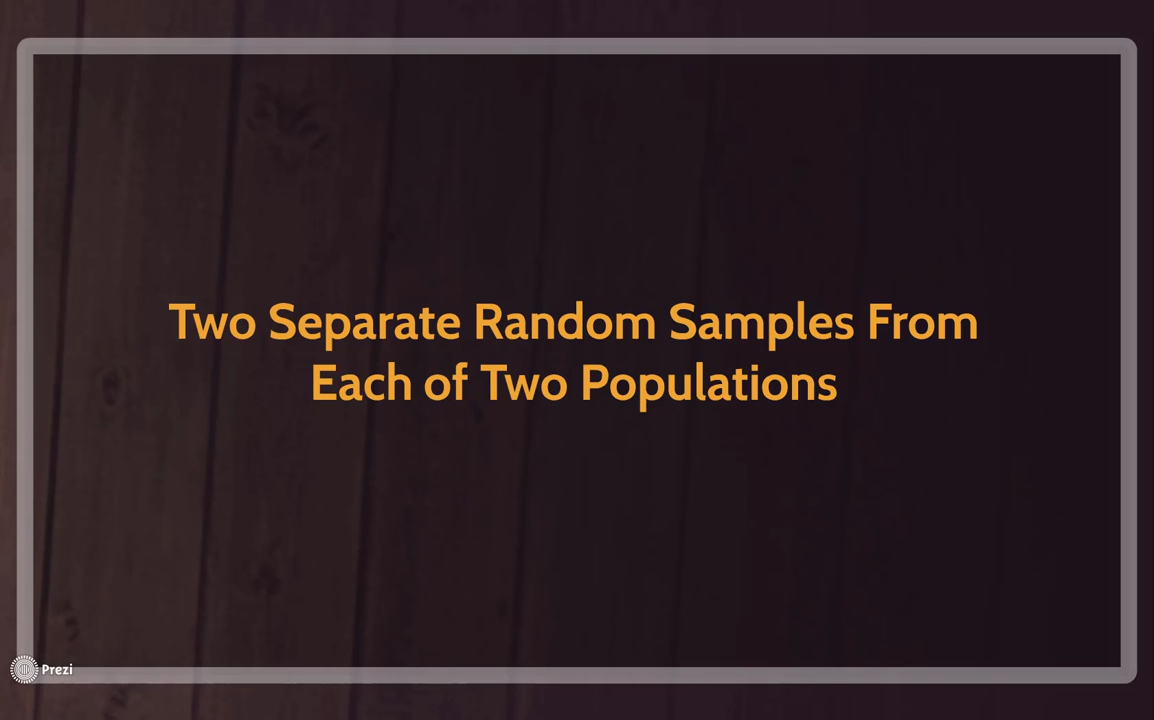 Two Separate Random Samples From
Each of Two Populations
Prezi